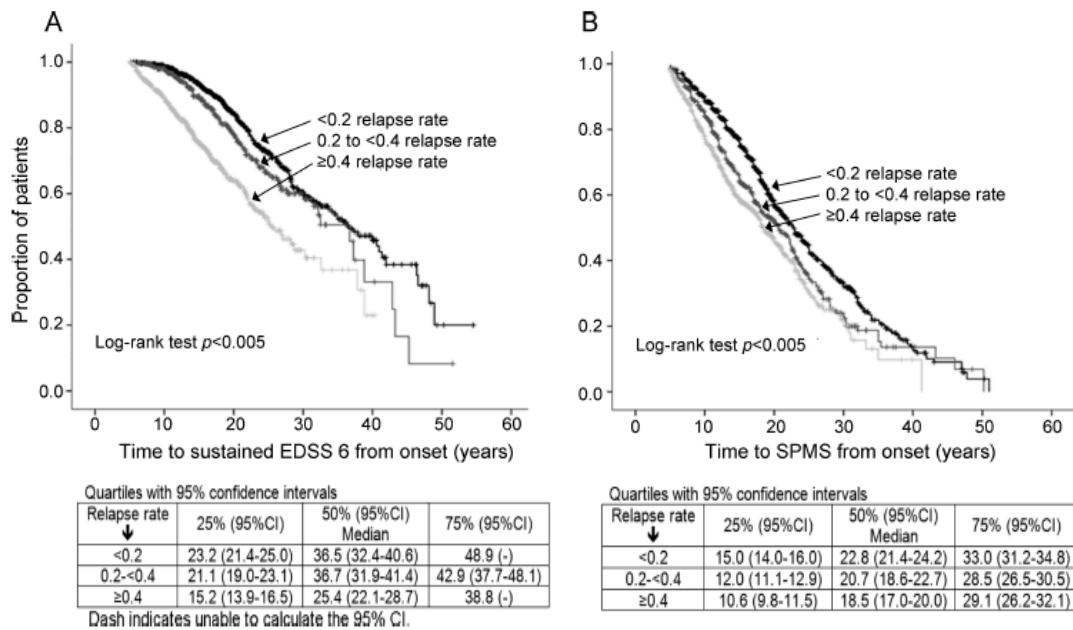 A
1.0
0.8
0.6
0.4
0.2
0.0
Proportion of patients
<0.2 relapse rate
0.2 to <0.4 relapse rate
≥0.4 relapse rate
Log-rank test p<0.005
0 10 20 30 40 50 60
Time to sustained EDSS 6 from onset (years)
Quartiles with 95% confidence intervals
Relapse rate 25% (95%CI) 50% (95%CI) 75% (95%CI)
Median
<0.2 23.2 (21.4-25.0) 36.5 (32.4-40.6) 48.9 (-)
0.2-<0.4 21.1 (19.0-23.1) 36.7 (31.9-41.4) 42.9 (37.7-48.1)
≥0.4 15.2 (13.9-16.5) 25.4 (22.1-28.7) 38.8 (-)
Dash indicates unable to calculate the 95% CI.
B
1.0
0.8
0.6
0.4
0.2
0.0
<0.2 relapse rate
0.2 to <0.4 relapse rate
≥0.4 relapse rate
Log-rank test p<0.005
0 10 20 30 40 50 60
Time to SPMS from onset (years)
Quartiles with 95% confidence intervals
Relapse rate 25% (95%CI) 50% (95%CI) 75% (95%CI)
Median
<0.2 15.0 (14.0-16.0) 22.8 (21.4-24.2) 33.0 (31.2-34.8)
0.2-<0.4 12.0 (11.1-12.9) 20.7 (18.6-22.7) 28.5 (26.5-30.5)
≥0.4 10.6 (9.8-11.5) 18.5 (17.0-20.0) 29.1 (26.2-32.1)